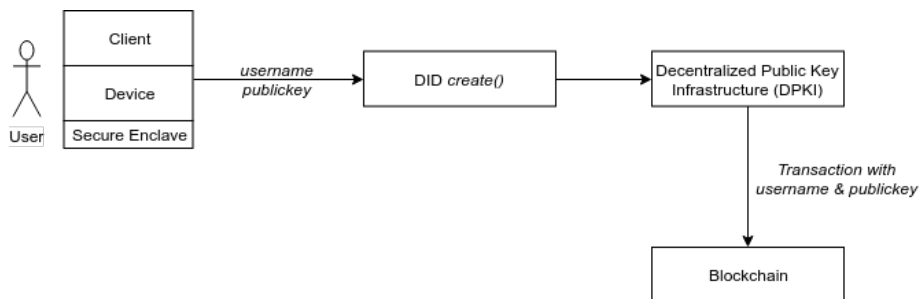 Client
Device
Secure Enclave
User
username
publickey
DID create()
Decentralized Public Key
Infrastructure (DPKI)
Transaction with
username & publickey
Blockchain